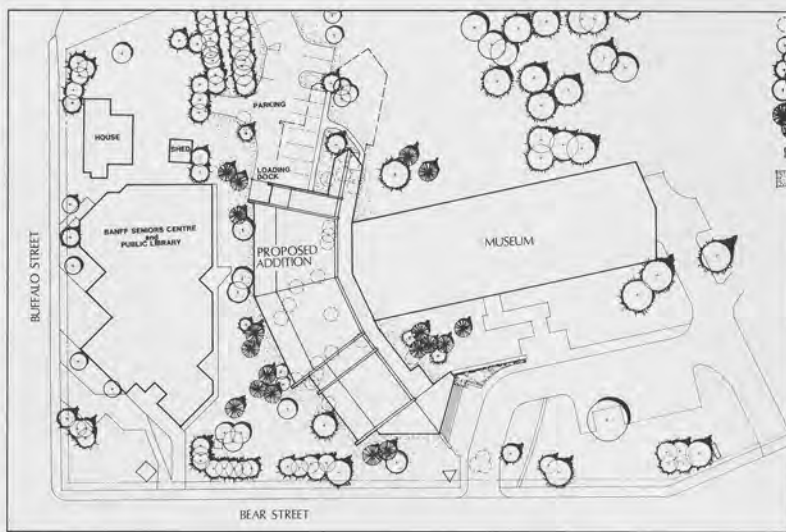 PARKING
HOUSE
SHED
LOADING
DOCK
BANFF SENIORS CENTRE
and
PUBLIC LIBRARY
PROPOSED
ADDITION
MUSEUM
BUFFALO STREET
BEAR STREET